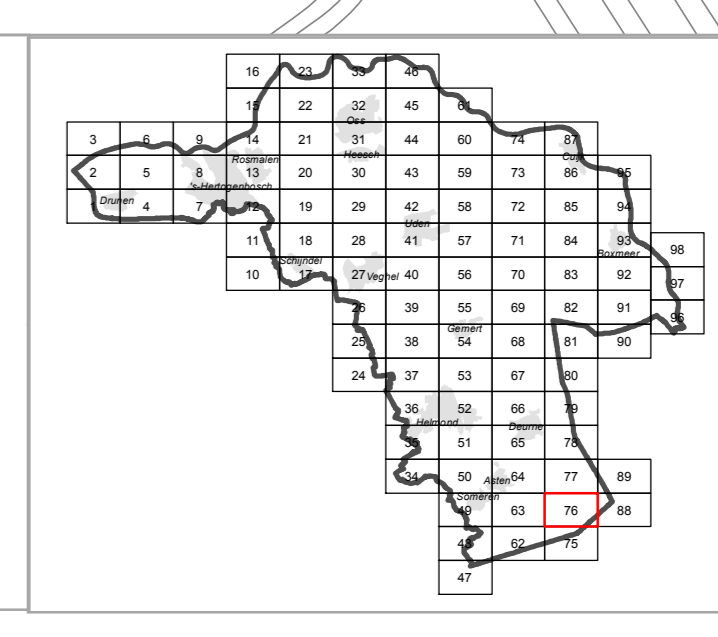 16 23 33 46
15 22 32 45 61
Oss
3 6 9 14 21 31 44 60 74 87
Rosmalen Heesch Cuijk
2 5 8 13 20 30 43 59 73 86 95
's-Hertogenbosch
Drunen
1 4 7 12 19 29 42 58 72 85 94
Uden
11 18 28 41 57 71 84 93 98
Schijndel Boxmeer
10 17 27 Veghel 40 56 70 83 92 97
26 39 55 69 82 91 96
Gemert
25 38 54 68 81 90
24 37 53 67 80
36 52 66 79
Helmond Deurne
35 51 65 78
34 50 Asten 64 77 89
Someren
49 63 76 88
48 62 75
47